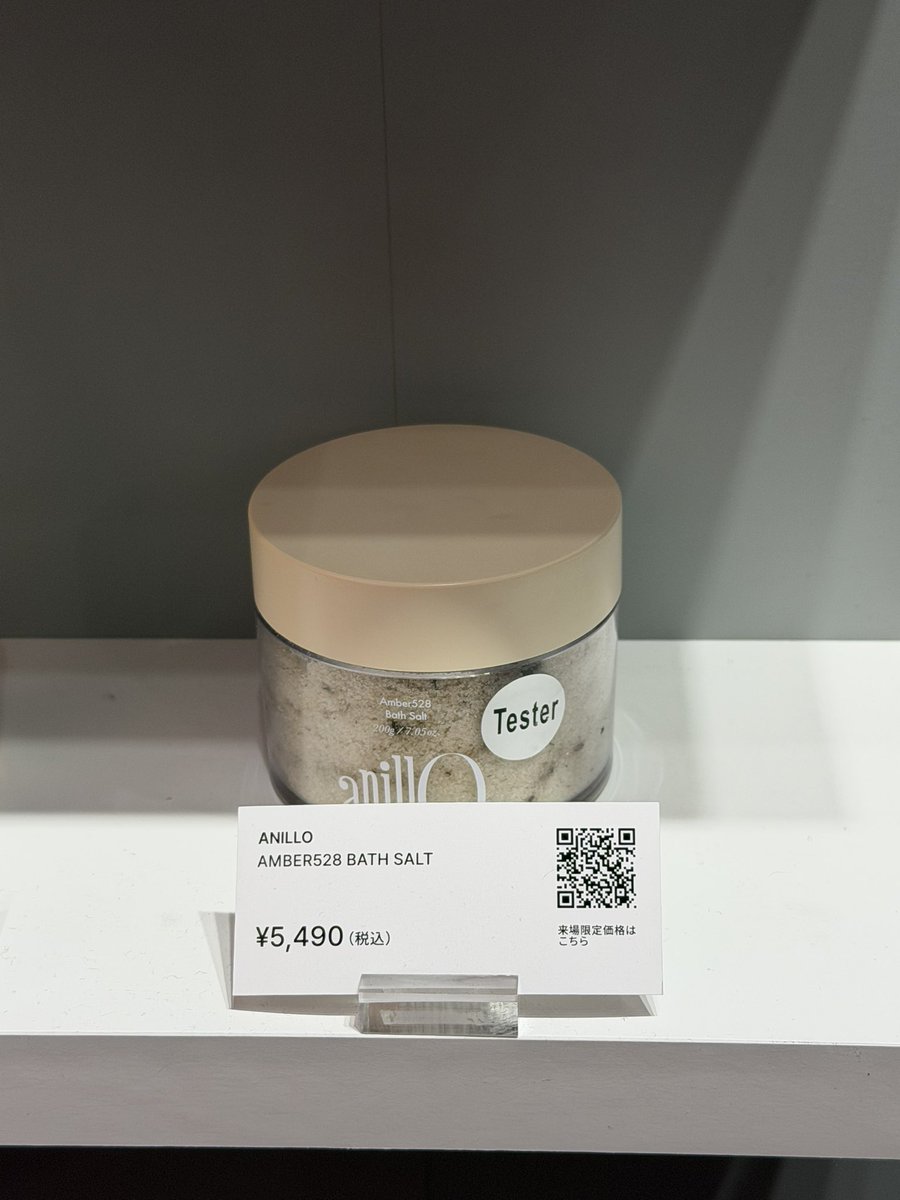 Amber528
Bath Salt
200g / 7.05oz
anillO
Tester
ANILLO
AMBER528 BATH SALT
¥5,490(税込)
来場限定価格は
こちら